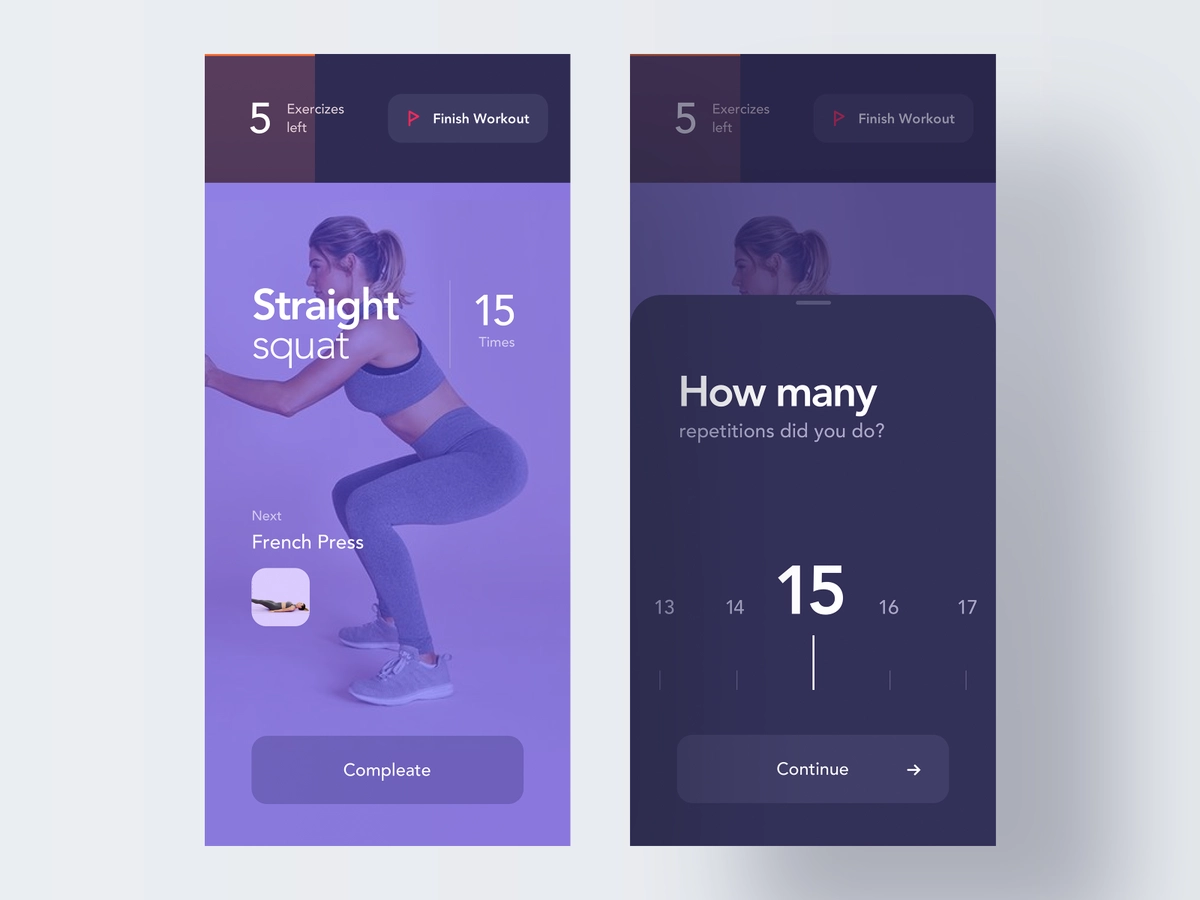 5 Exercizes
left
Finish Workout
Straight
squat
15
Times
Next
French Press
Compleate
5 Exercizes
left
Finish Workout
How many
repetitions did you do?
13 14 15 16 17
Continue